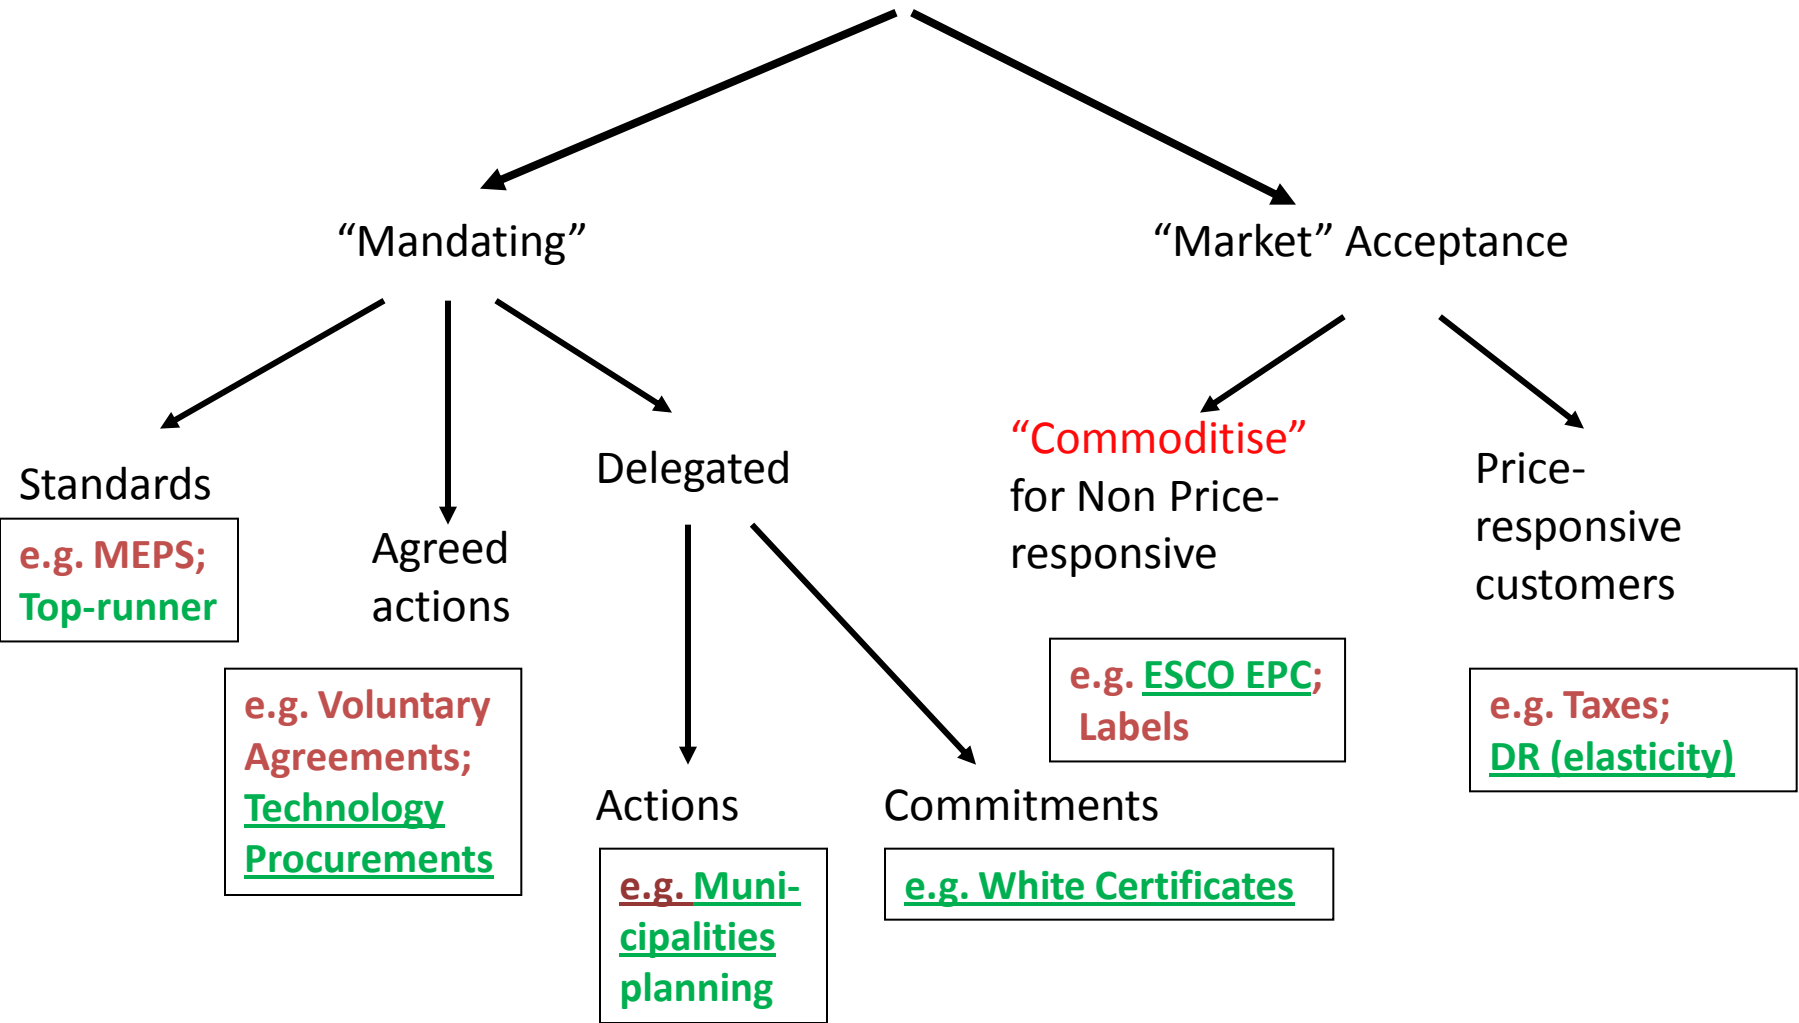 “Mandating”
“Market” Acceptance
Standards
e.g. MEPS;
Top-runner
Agreed
actions
e.g. Voluntary
Agreements;
Technology
Procurements
Delegated
Actions
e.g. Muni-
cipalities
planning
Commitments
e.g. White Certificates
“Commoditise”
for Non Price-
responsive
e.g. ESCO EPC;
Labels
Price-
responsive
customers
e.g. Taxes;
DR (elasticity)